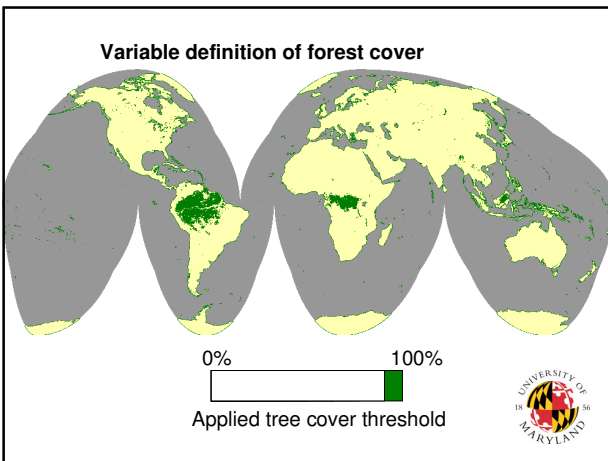 Variable definition of forest cover
0% 100%
Applied tree cover threshold
UNIVERSITY OF
18 56
MARYLAND